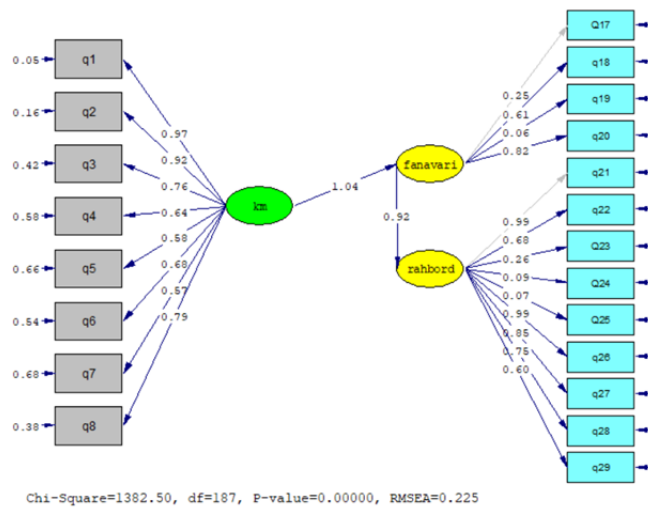 0.05 q1
0.16 q2
0.42 q3
0.58 q4
0.66 q5
0.54 q6
0.68 q7
0.38 q8
0.97
0.92
0.76
0.64
0.58
0.68
0.57
0.79
km
1.04
fanavari
0.92
rahbord
0.25
0.61
0.06
0.82
0.99
0.68
0.26
0.09
0.07
0.99
0.85
0.75
0.60
Q17
q18
q19
q20
q21
q22
Q23
Q24
Q25
q26
q27
q28
q29
Chi-Square=1382.50, df=187, P-value=0.00000, RMSEA=0.225